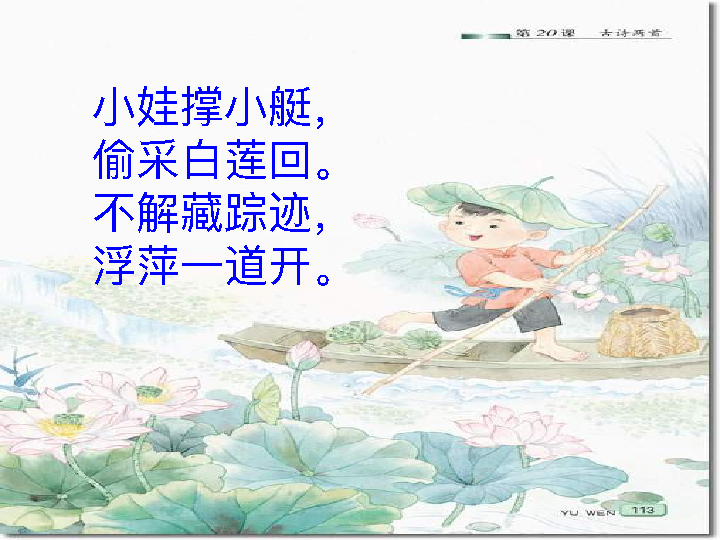 第20课 古诗两首
小娃撑小艇，
偷采白莲回。
不解藏踪迹，
浮萍一道开。
YU WEN 113